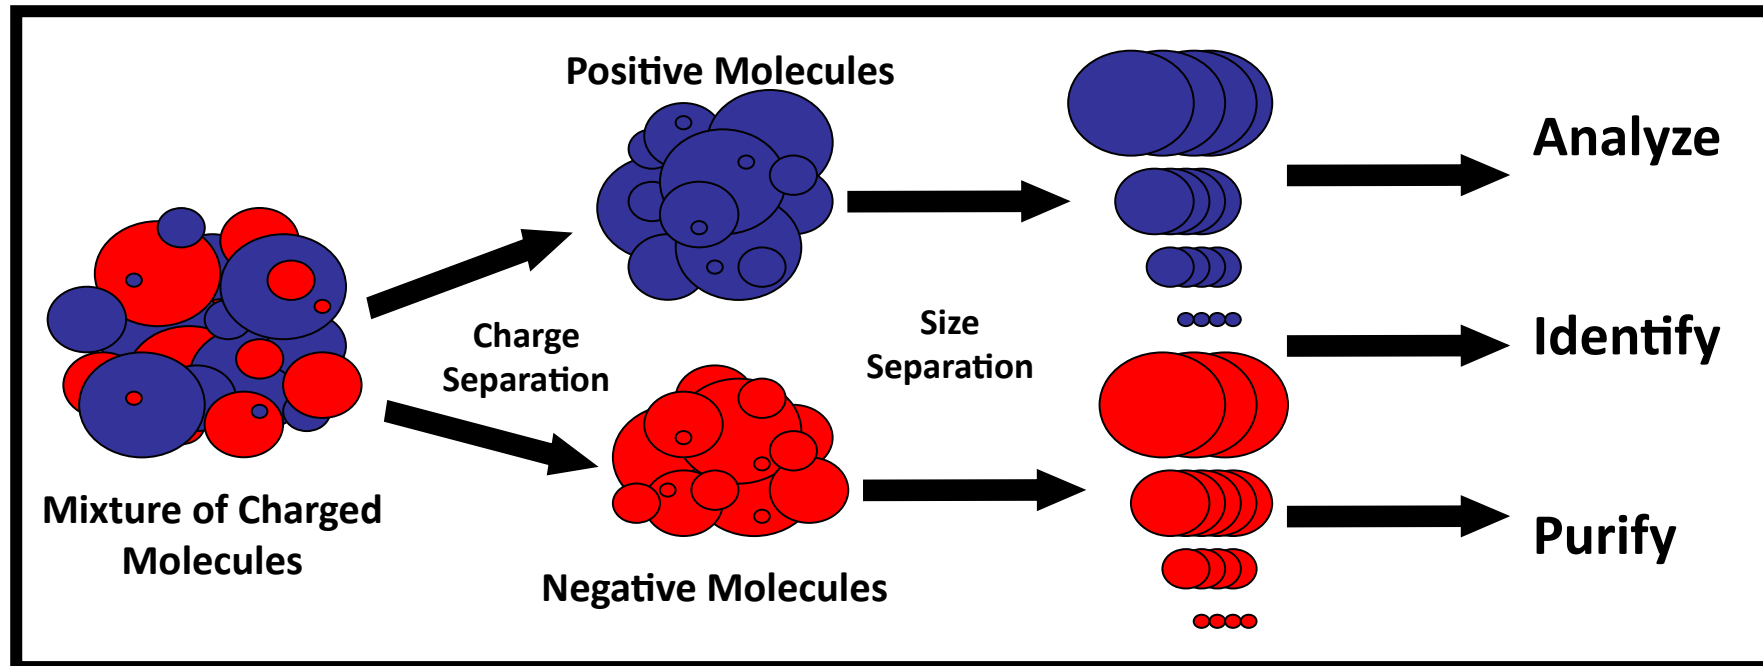 Mixture of Charged
Molecules
Charge
Separation
Positive Molecules
Negative Molecules
Size
Separation
Analyze
Identify
Purify